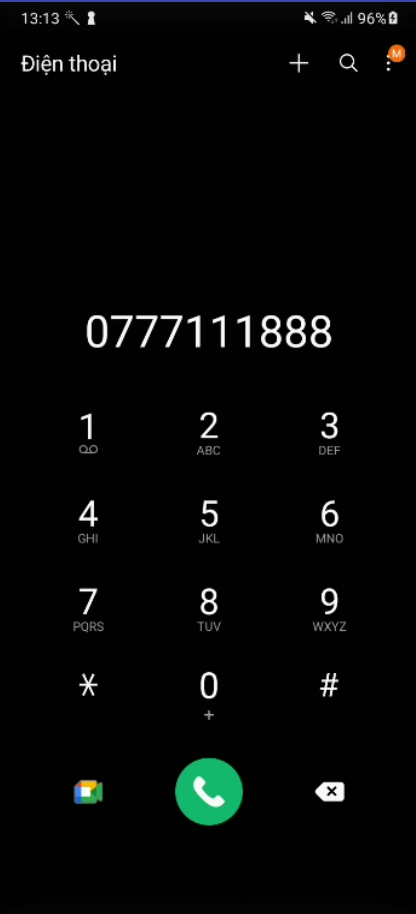 13:13 96%
Điện thoại M
0777111888
1 2 3
ABC DEF
4 5 6
GHI JKL MNO
7 8 9
PQRS TUV WXYZ
* 0 #
+